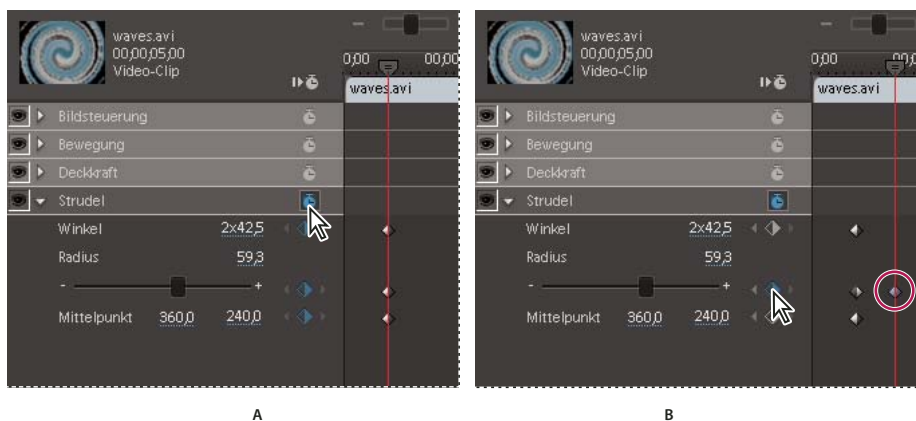 waves.avi
00;00;05;00
Video-Clip
0;00 00;00
waves.avi
Bildsteuerung
Bewegung
Deckkraft
Strudel
Winkel 2x42,5
Radius 59,3
- +
Mittelpunkt 360,0 240,0
A
waves.avi
00;00;05;00
Video-Clip
0;00
waves.avi
Bildsteuerung
Bewegung
Deckkraft
Strudel
Winkel 2x42,5
Radius 59,3
- +
Mittelpunkt 360,0 240,0
B